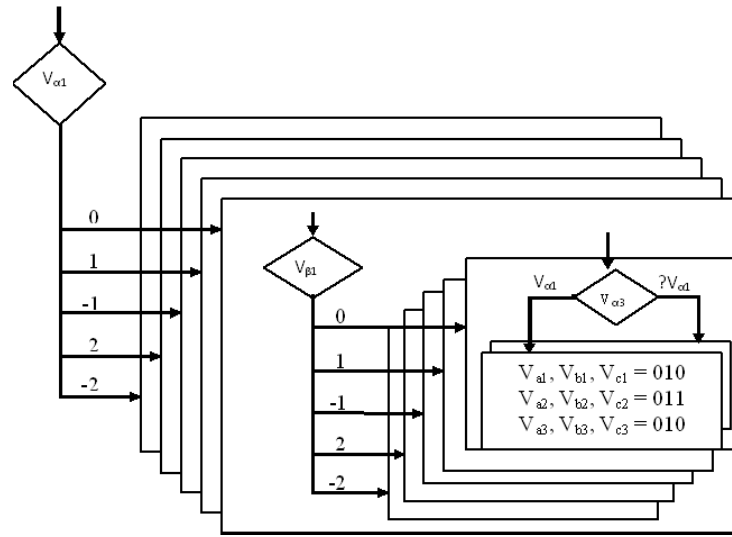 Vα1
0
1
-1
2
-2
Vβ1
0
1
-1
2
-2
Vα1
?Vα1
Vα3
Va1, Vb1, Vc1 = 010
Va2, Vb2, Vc2 = 011
Va3, Vb3, Vc3 = 010